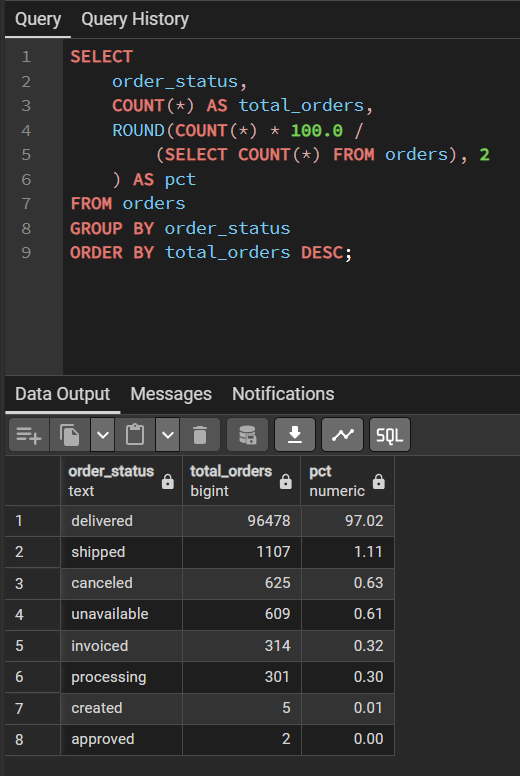 Query Query History
1 SELECT
2 order_status,
3 COUNT(*) AS total_orders,
4 ROUND(COUNT(*) * 100.0 /
5 (SELECT COUNT(*) FROM orders), 2
6 ) AS pct
7 FROM orders
8 GROUP BY order_status
9 ORDER BY total_orders DESC;
Data Output Messages Notifications
SQL
order_status total_orders pct
text bigint numeric
1 delivered 96478 97.02
2 shipped 1107 1.11
3 canceled 625 0.63
4 unavailable 609 0.61
5 invoiced 314 0.32
6 processing 301 0.30
7 created 5 0.01
8 approved 2 0.00